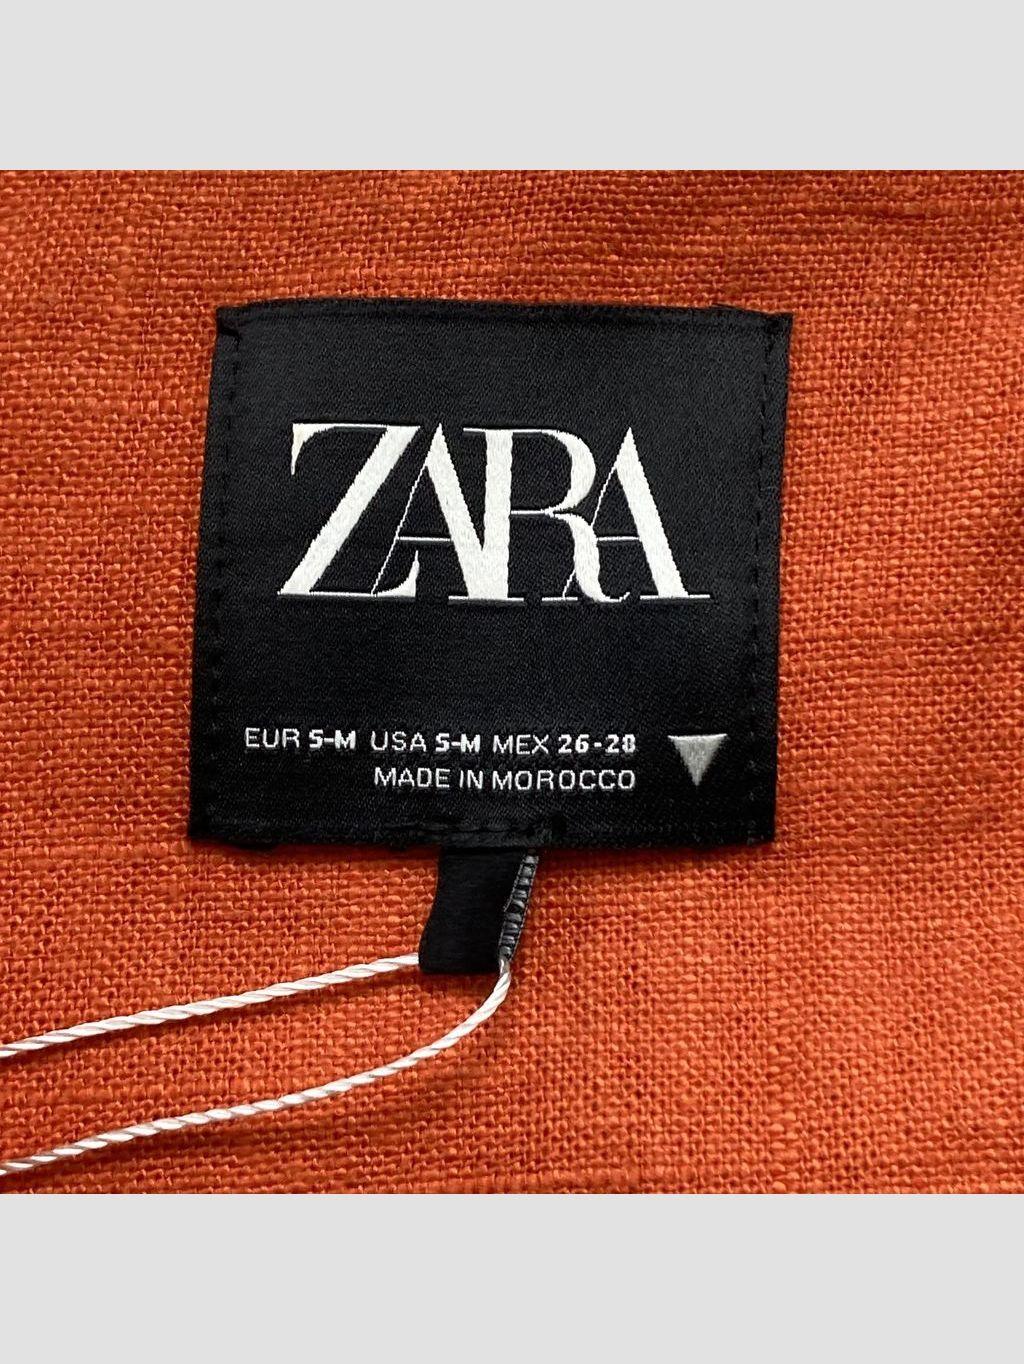 ZARA
EUR S-M USA S-M MEX 26-28
MADE IN MOROCCO